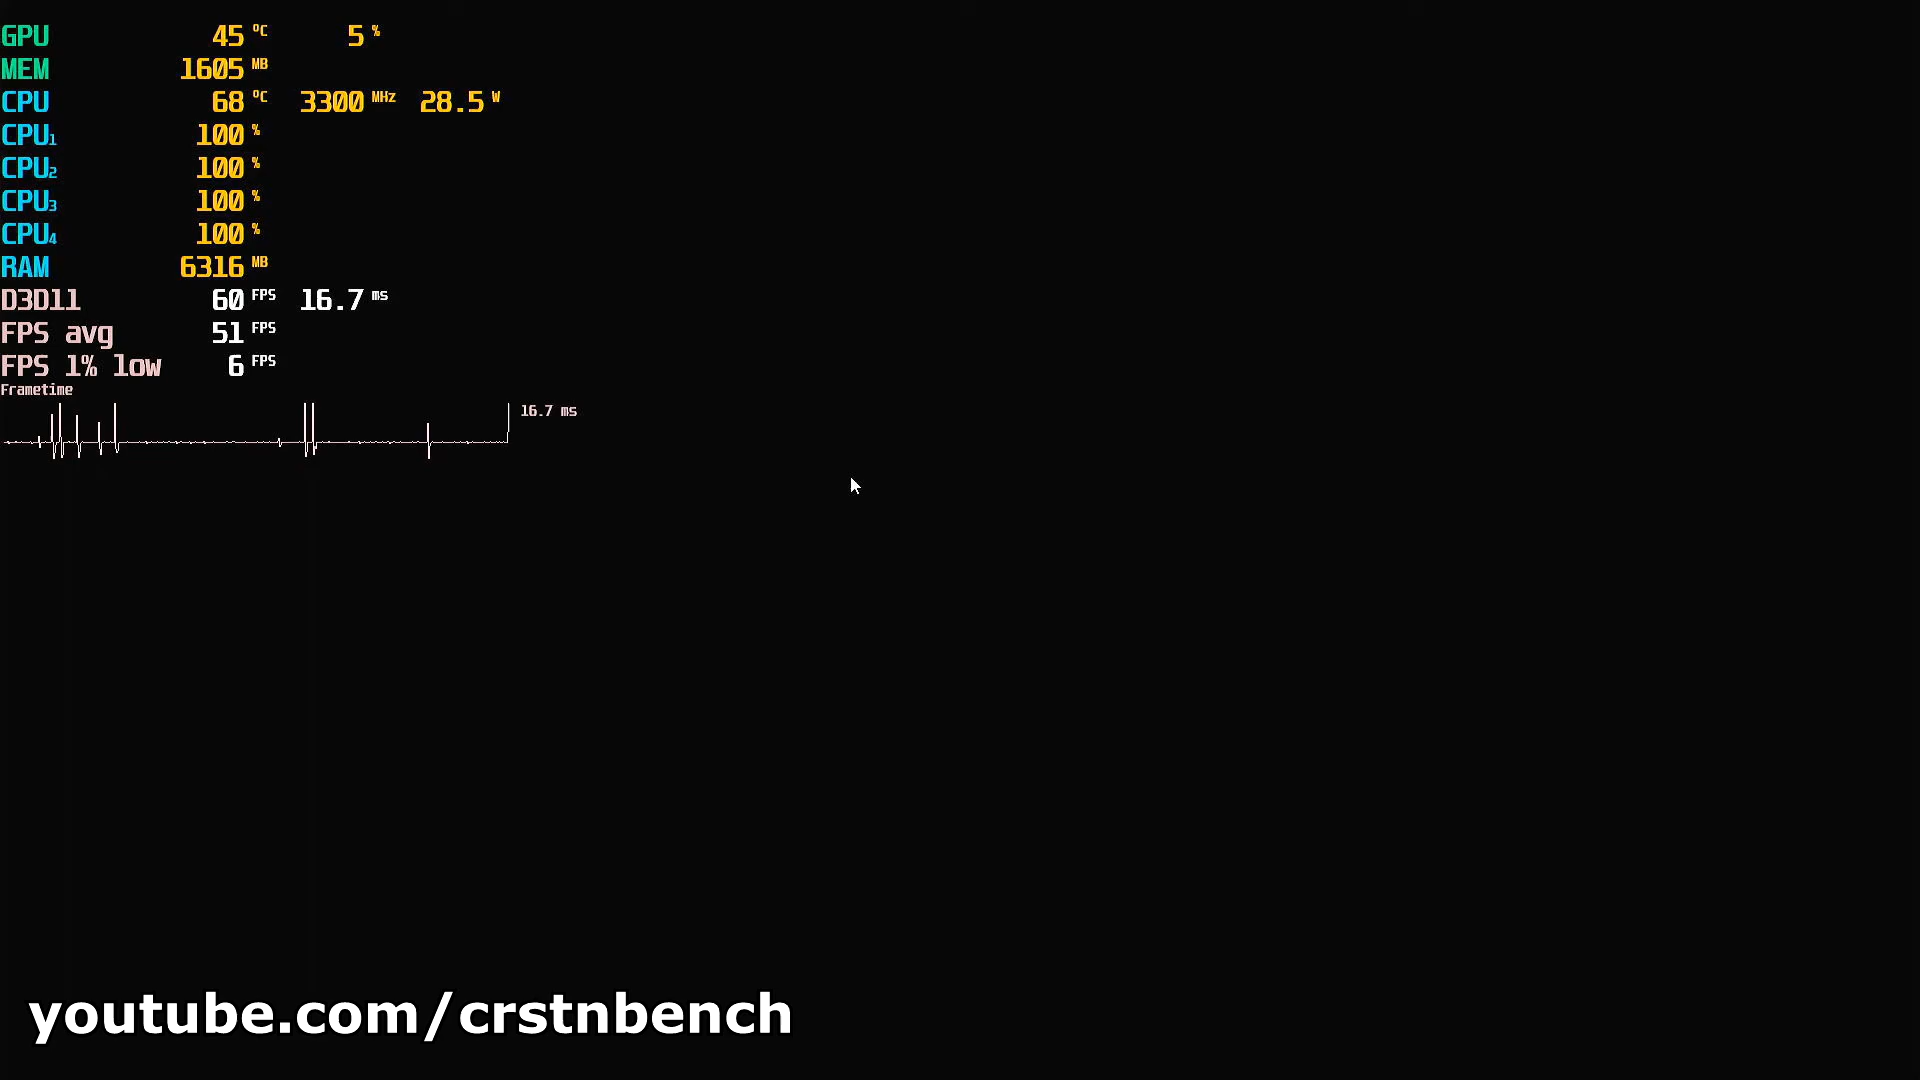 GPU 45 °C 5 %
MEM 1605 MB
CPU 68 °C 3300 MHz 28.5 W
CPU1 100 %
CPU2 100 %
CPU3 100 %
CPU4 100 %
RAM 6316 MB
D3D11 60 FPS 16.7 ms
FPS avg 51 FPS
FPS 1% low 6 FPS
Frametime
16.7 ms
youtube.com/crstnbench